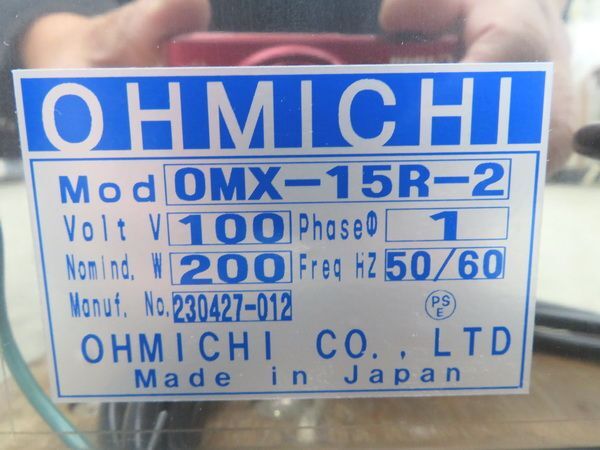 OHMICHI
Mod OMX-15R-2
Volt V 100 PhaseΦ 1
Nomind. W 200 Freq HZ 50/60
Manuf. No. 230427-012
PS
E
OHMICHI CO., LTD
Made in Japan